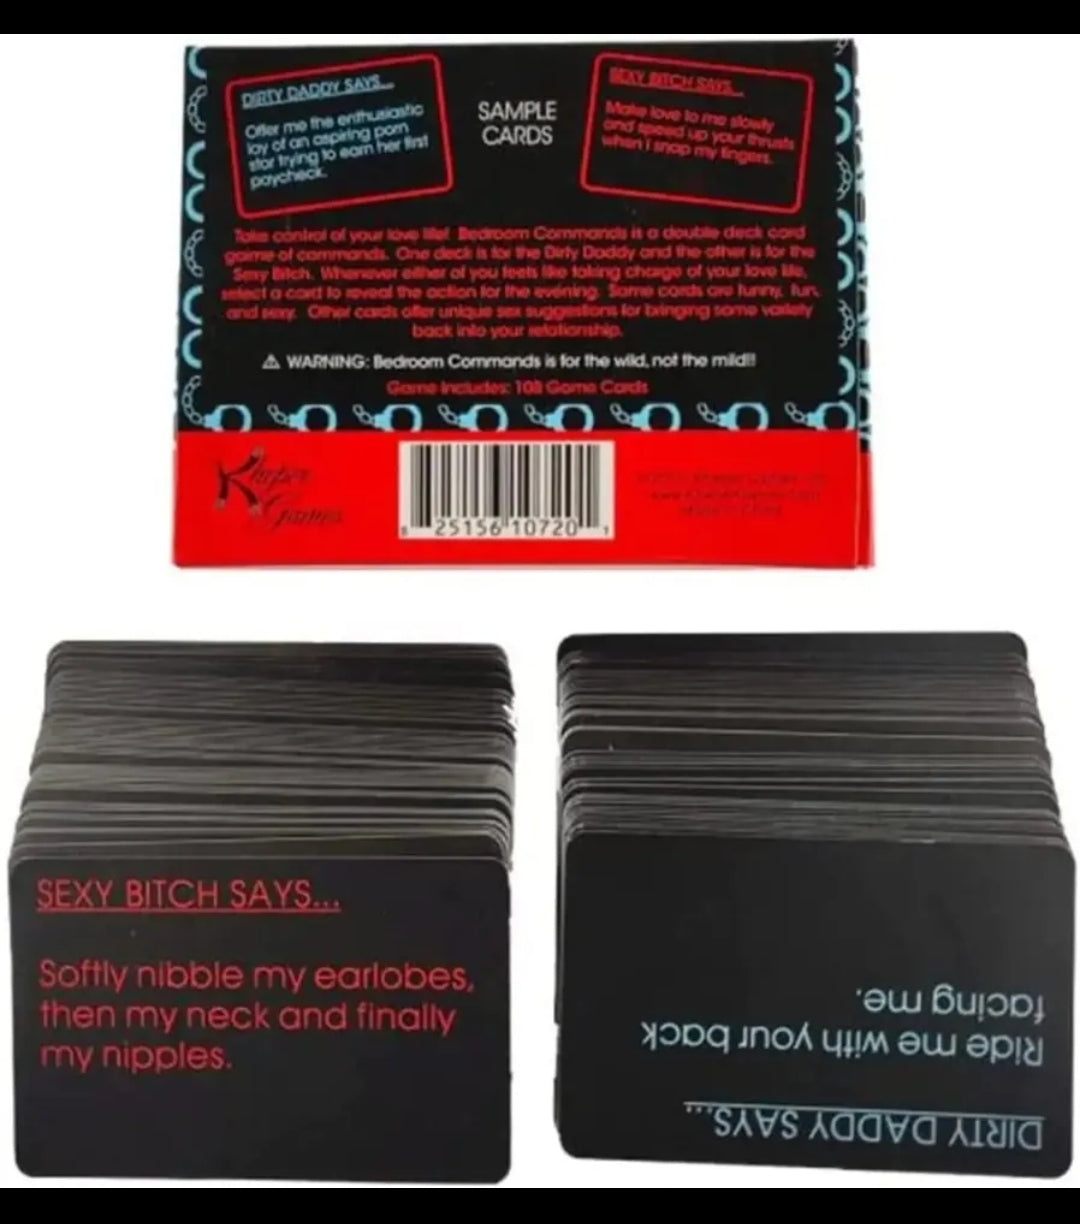 DIRTY DADDY SAYS...
Offer me the enthusiastic
lay of an aspiring porn
star trying to earn her first
paycheck.
SAMPLE
CARDS
SEXY BITCH SAYS...
Make love to me slowly
and speed up your thrusts
when I snap my fingers.
Take control of your love life! Bedroom Commands is a double deck card
game of commands. One deck is for the Dirty Daddy and the other is for the
Sexy Bitch. Whenever either of you feels like taking charge of your love life,
select a card to reveal the action for the evening. Some cards are funny, fun,
and sexy. Other cards offer unique sex suggestions for bringing some variety
back into your relationship.
⚠ WARNING: Bedroom Commands is for the wild, not the mild!!
Game Includes: 108 Game Cards
Kheper
Games
8 25156 10720 1
SEXY BITCH SAYS...
Softly nibble my earlobes,
then my neck and finally
my nipples.
DIRTY DADDY SAYS...
Ride me with your back
facing me.